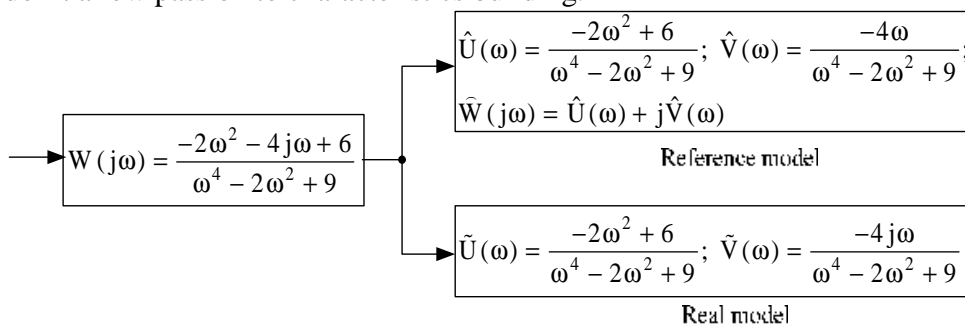 Û(ω) = (-2ω² + 6)/(ω⁴ - 2ω² + 9); V̂(ω) = (-4ω)/(ω⁴ - 2ω² + 9);
Ŵ(jω) = Û(ω) + jV̂(ω)
Reference model
W(jω) = (-2ω² - 4jω + 6)/(ω⁴ - 2ω² + 9)
Ũ(ω) = (-2ω² + 6)/(ω⁴ - 2ω² + 9); Ṽ(ω) = (-4jω)/(ω⁴ - 2ω² + 9)
Real model